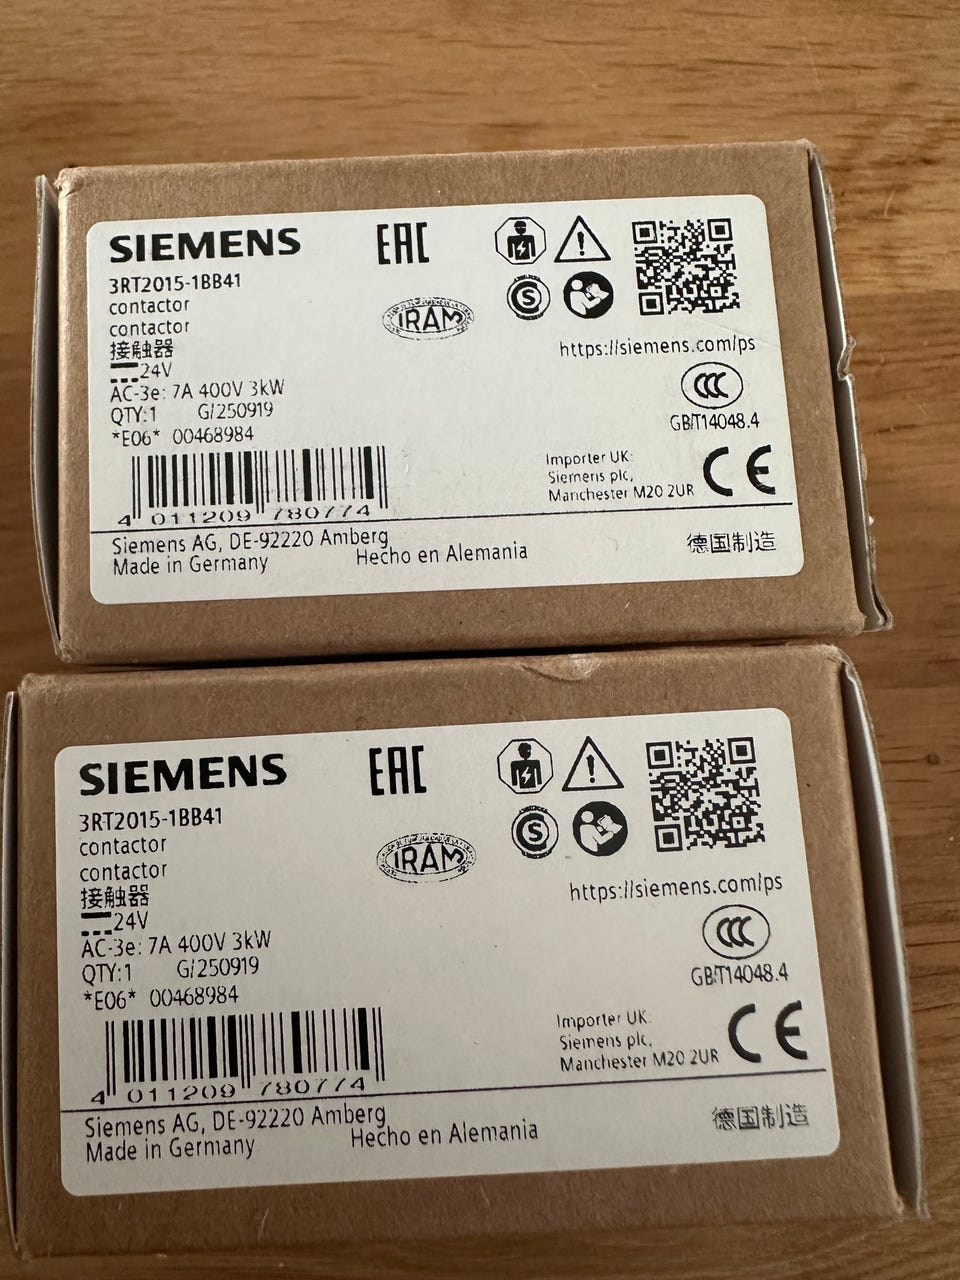 SIEMENS
EAC
3RT2015-1BB41
contactor
contactor
接触器
24V
AC-3e: 7A 400V 3kW
QTY:1 G/250919
*E06* 00468984
4 011209 780774
IRAM
S
https://siemens.com/ps
CCC
GB/T14048.4
Importer UK:
Siemens plc,
Manchester M20 2UR
CE
Siemens AG, DE-92220 Amberg
Made in Germany
Hecho en Alemania
德国制造
SIEMENS
EAC
3RT2015-1BB41
contactor
contactor
接触器
24V
AC-3e: 7A 400V 3kW
QTY:1 G/250919
*E06* 00468984
4 011209 780774
IRAM
S
https://siemens.com/ps
CCC
GB/T14048.4
Importer UK:
Siemens plc,
Manchester M20 2UR
CE
Siemens AG, DE-92220 Amberg
Made in Germany
Hecho en Alemania
德国制造